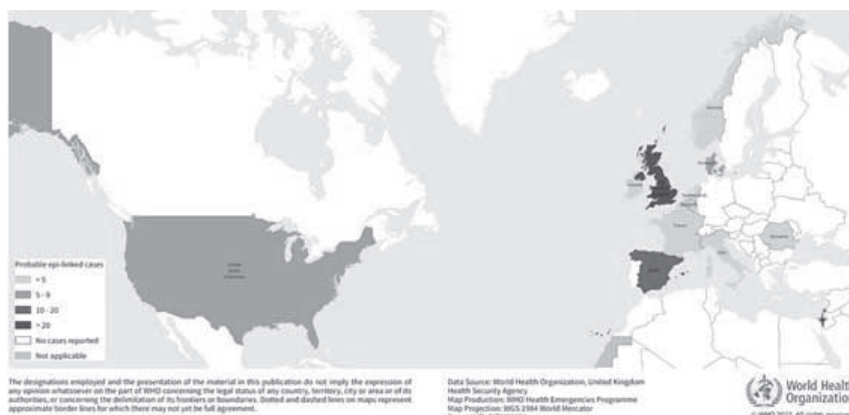 Probable epi-linked cases
< 5
5 - 9
10 - 20
> 20
No cases reported
Not applicable
The designations employed and the presentation of the material in this publication do not imply the expression of
any opinion whatsoever on the part of WHO concerning the legal status of any country, territory, city or area or of its
authorities, or concerning the delimitation of its frontiers or boundaries. Dotted and dashed lines on maps represent
approximate border lines for which there may not yet be full agreement.
Data Source: World Health Organization, United Kingdom
Health Security Agency
Map Production: WHO Health Emergencies Programme
Map Projection: WGS 1984 World Mercator
World Health
Organization